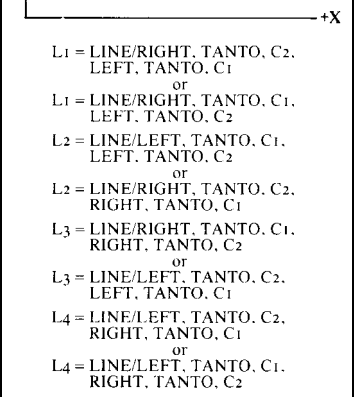 +X
L1 = LINE/RIGHT, TANTO, C2,
LEFT, TANTO, C1
or
L1 = LINE/RIGHT, TANTO, C1,
LEFT, TANTO, C2
L2 = LINE/LEFT, TANTO, C1,
LEFT, TANTO, C2
or
L2 = LINE/RIGHT, TANTO, C2,
RIGHT, TANTO, C1
L3 = LINE/RIGHT, TANTO, C1,
RIGHT, TANTO, C2
or
L3 = LINE/LEFT, TANTO, C2,
LEFT, TANTO, C1
L4 = LINE/LEFT, TANTO, C2,
RIGHT, TANTO, C1
or
L4 = LINE/LEFT, TANTO, C1,
RIGHT, TANTO, C2